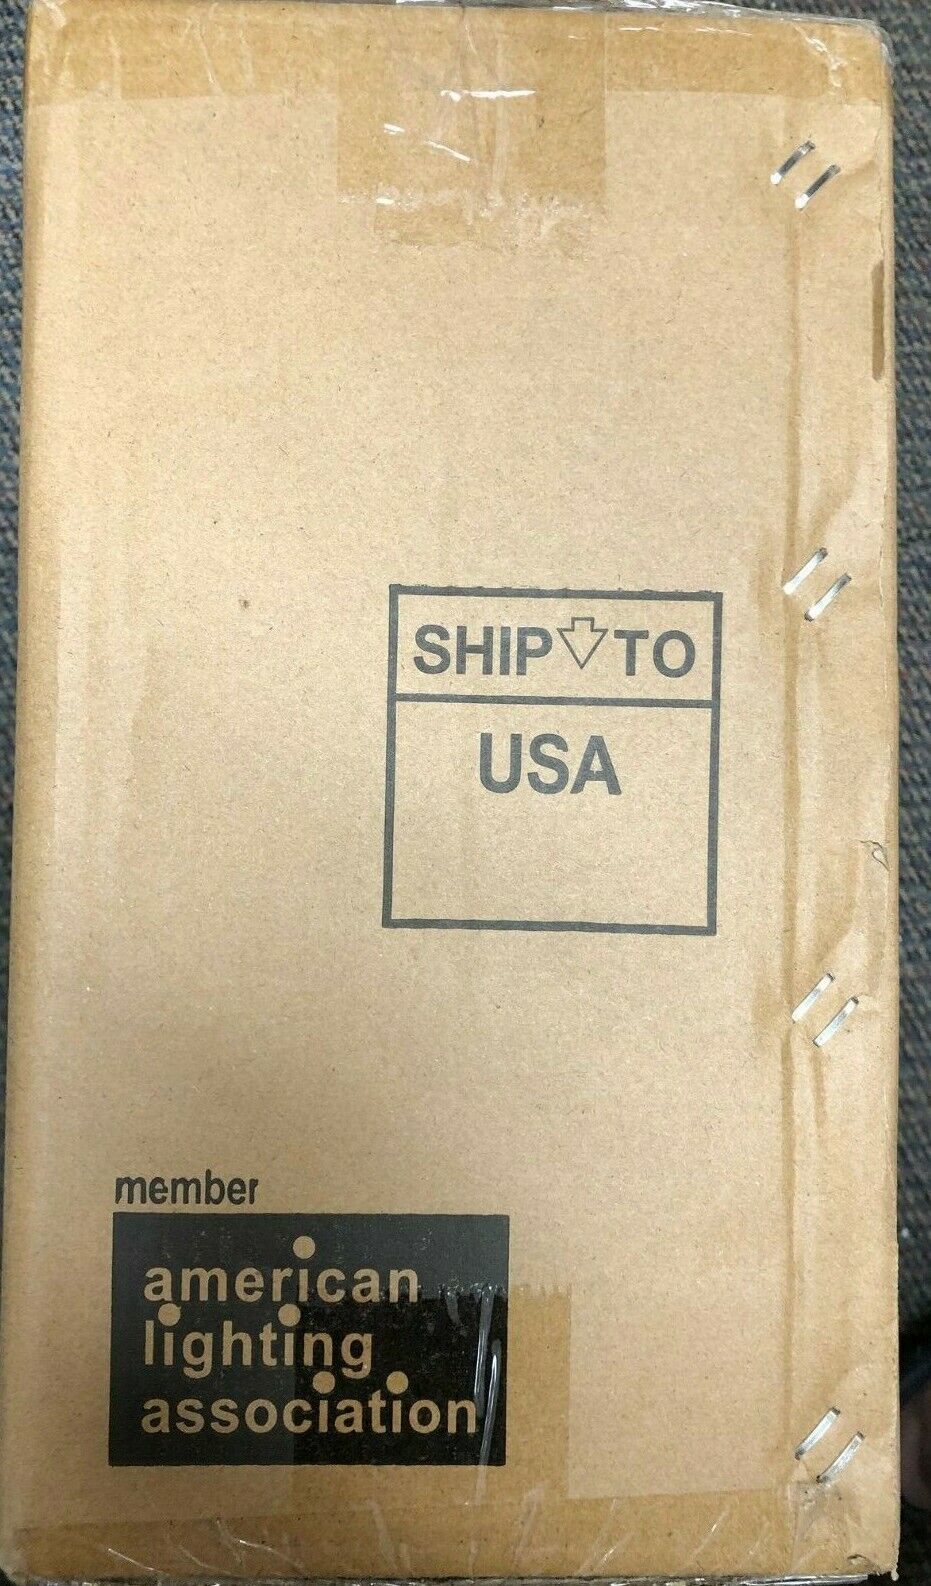 SHIP TO
USA
member
american
lighting
association